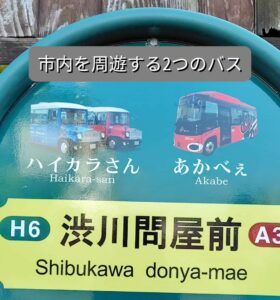 市内を周遊する2つのバス
ハイカラさん あかべぇ
Haikara-san Akabe
H6 渋川問屋前 A3
Shibukawa donya-mae